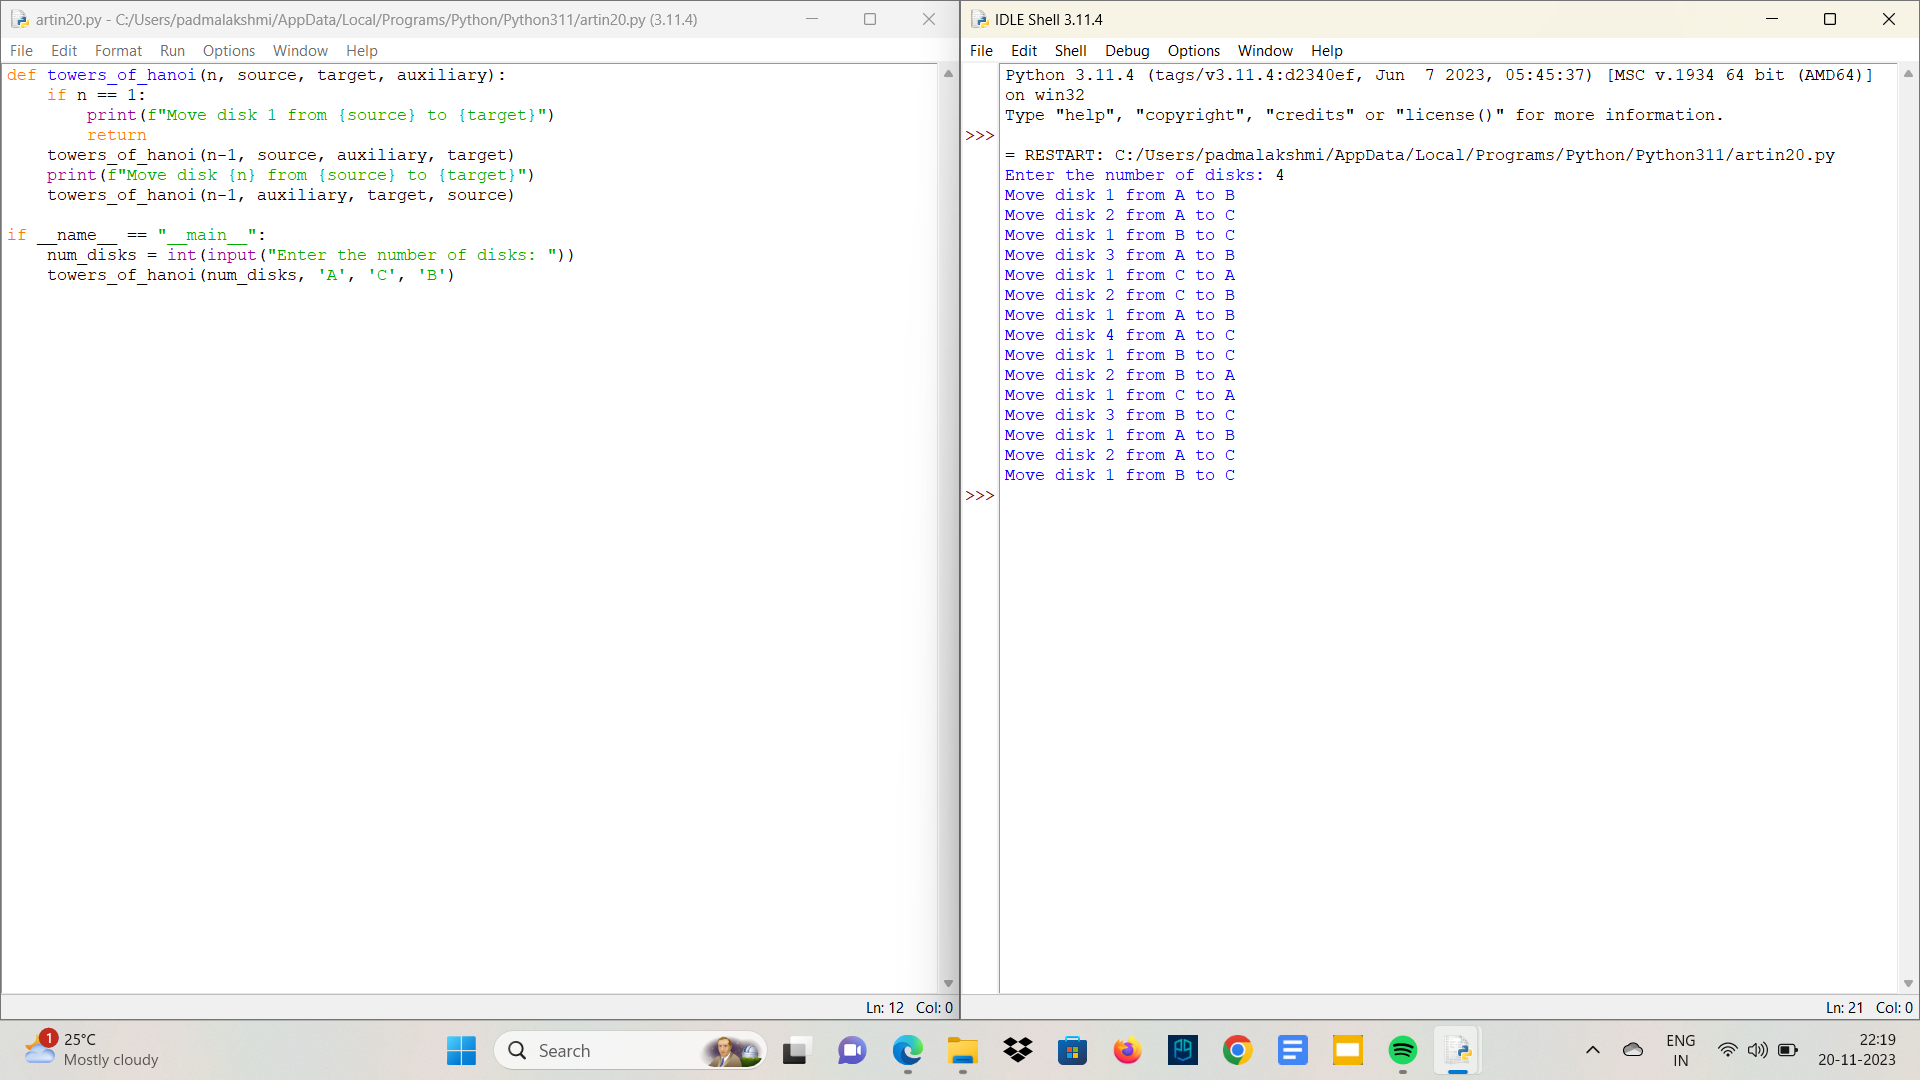 artin20.py - C:/Users/padmalakshmi/AppData/Local/Programs/Python/Python311/artin20.py (3.11.4)
File Edit Format Run Options Window Help
def towers_of_hanoi(n, source, target, auxiliary):
    if n == 1:
        print(f"Move disk 1 from {source} to {target}")
        return
    towers_of_hanoi(n-1, source, auxiliary, target)
    print(f"Move disk {n} from {source} to {target}")
    towers_of_hanoi(n-1, auxiliary, target, source)
if __name__ == "__main__":
    num_disks = int(input("Enter the number of disks: "))
    towers_of_hanoi(num_disks, 'A', 'C', 'B')
Ln: 12 Col: 0
IDLE Shell 3.11.4
File Edit Shell Debug Options Window Help
Python 3.11.4 (tags/v3.11.4:d2340ef, Jun  7 2023, 05:45:37) [MSC v.1934 64 bit (AMD64)]
on win32
Type "help", "copyright", "credits" or "license()" for more information.
>>>
= RESTART: C:/Users/padmalakshmi/AppData/Local/Programs/Python/Python311/artin20.py
Enter the number of disks: 4
Move disk 1 from A to B
Move disk 2 from A to C
Move disk 1 from B to C
Move disk 3 from A to B
Move disk 1 from C to A
Move disk 2 from C to B
Move disk 1 from A to B
Move disk 4 from A to C
Move disk 1 from B to C
Move disk 2 from B to A
Move disk 1 from C to A
Move disk 3 from B to C
Move disk 1 from A to B
Move disk 2 from A to C
Move disk 1 from B to C
>>>
Ln: 21 Col: 0
1
25°C
Mostly cloudy
Search
ENG
IN
22:19
20-11-2023